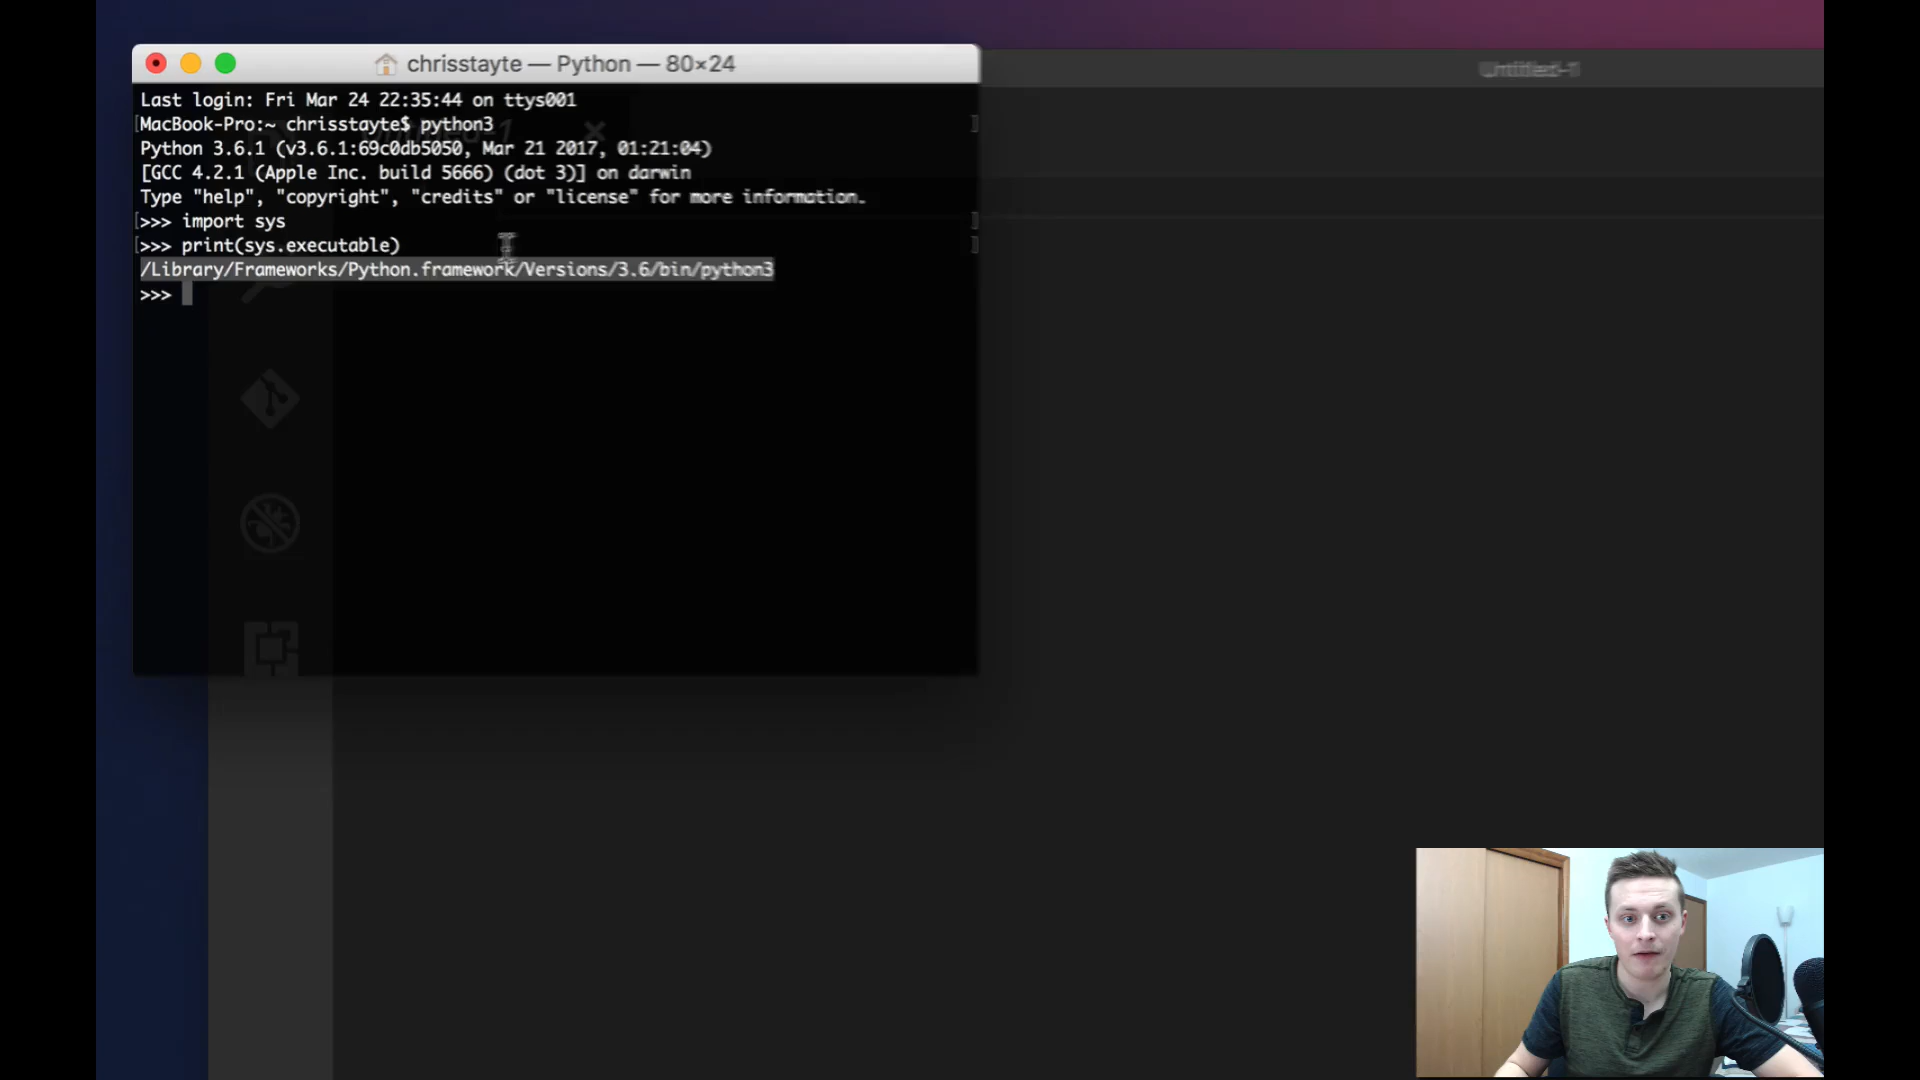 chrisstayte — Python — 80×24
Untitled-1
Last login: Fri Mar 24 22:35:44 on ttys001
MacBook-Pro:~ chrisstayte$ python3
Python 3.6.1 (v3.6.1:69c0db5050, Mar 21 2017, 01:21:04)
[GCC 4.2.1 (Apple Inc. build 5666) (dot 3)] on darwin
Type "help", "copyright", "credits" or "license" for more information.
>>> import sys
>>> print(sys.executable)
/Library/Frameworks/Python.framework/Versions/3.6/bin/python3
>>>